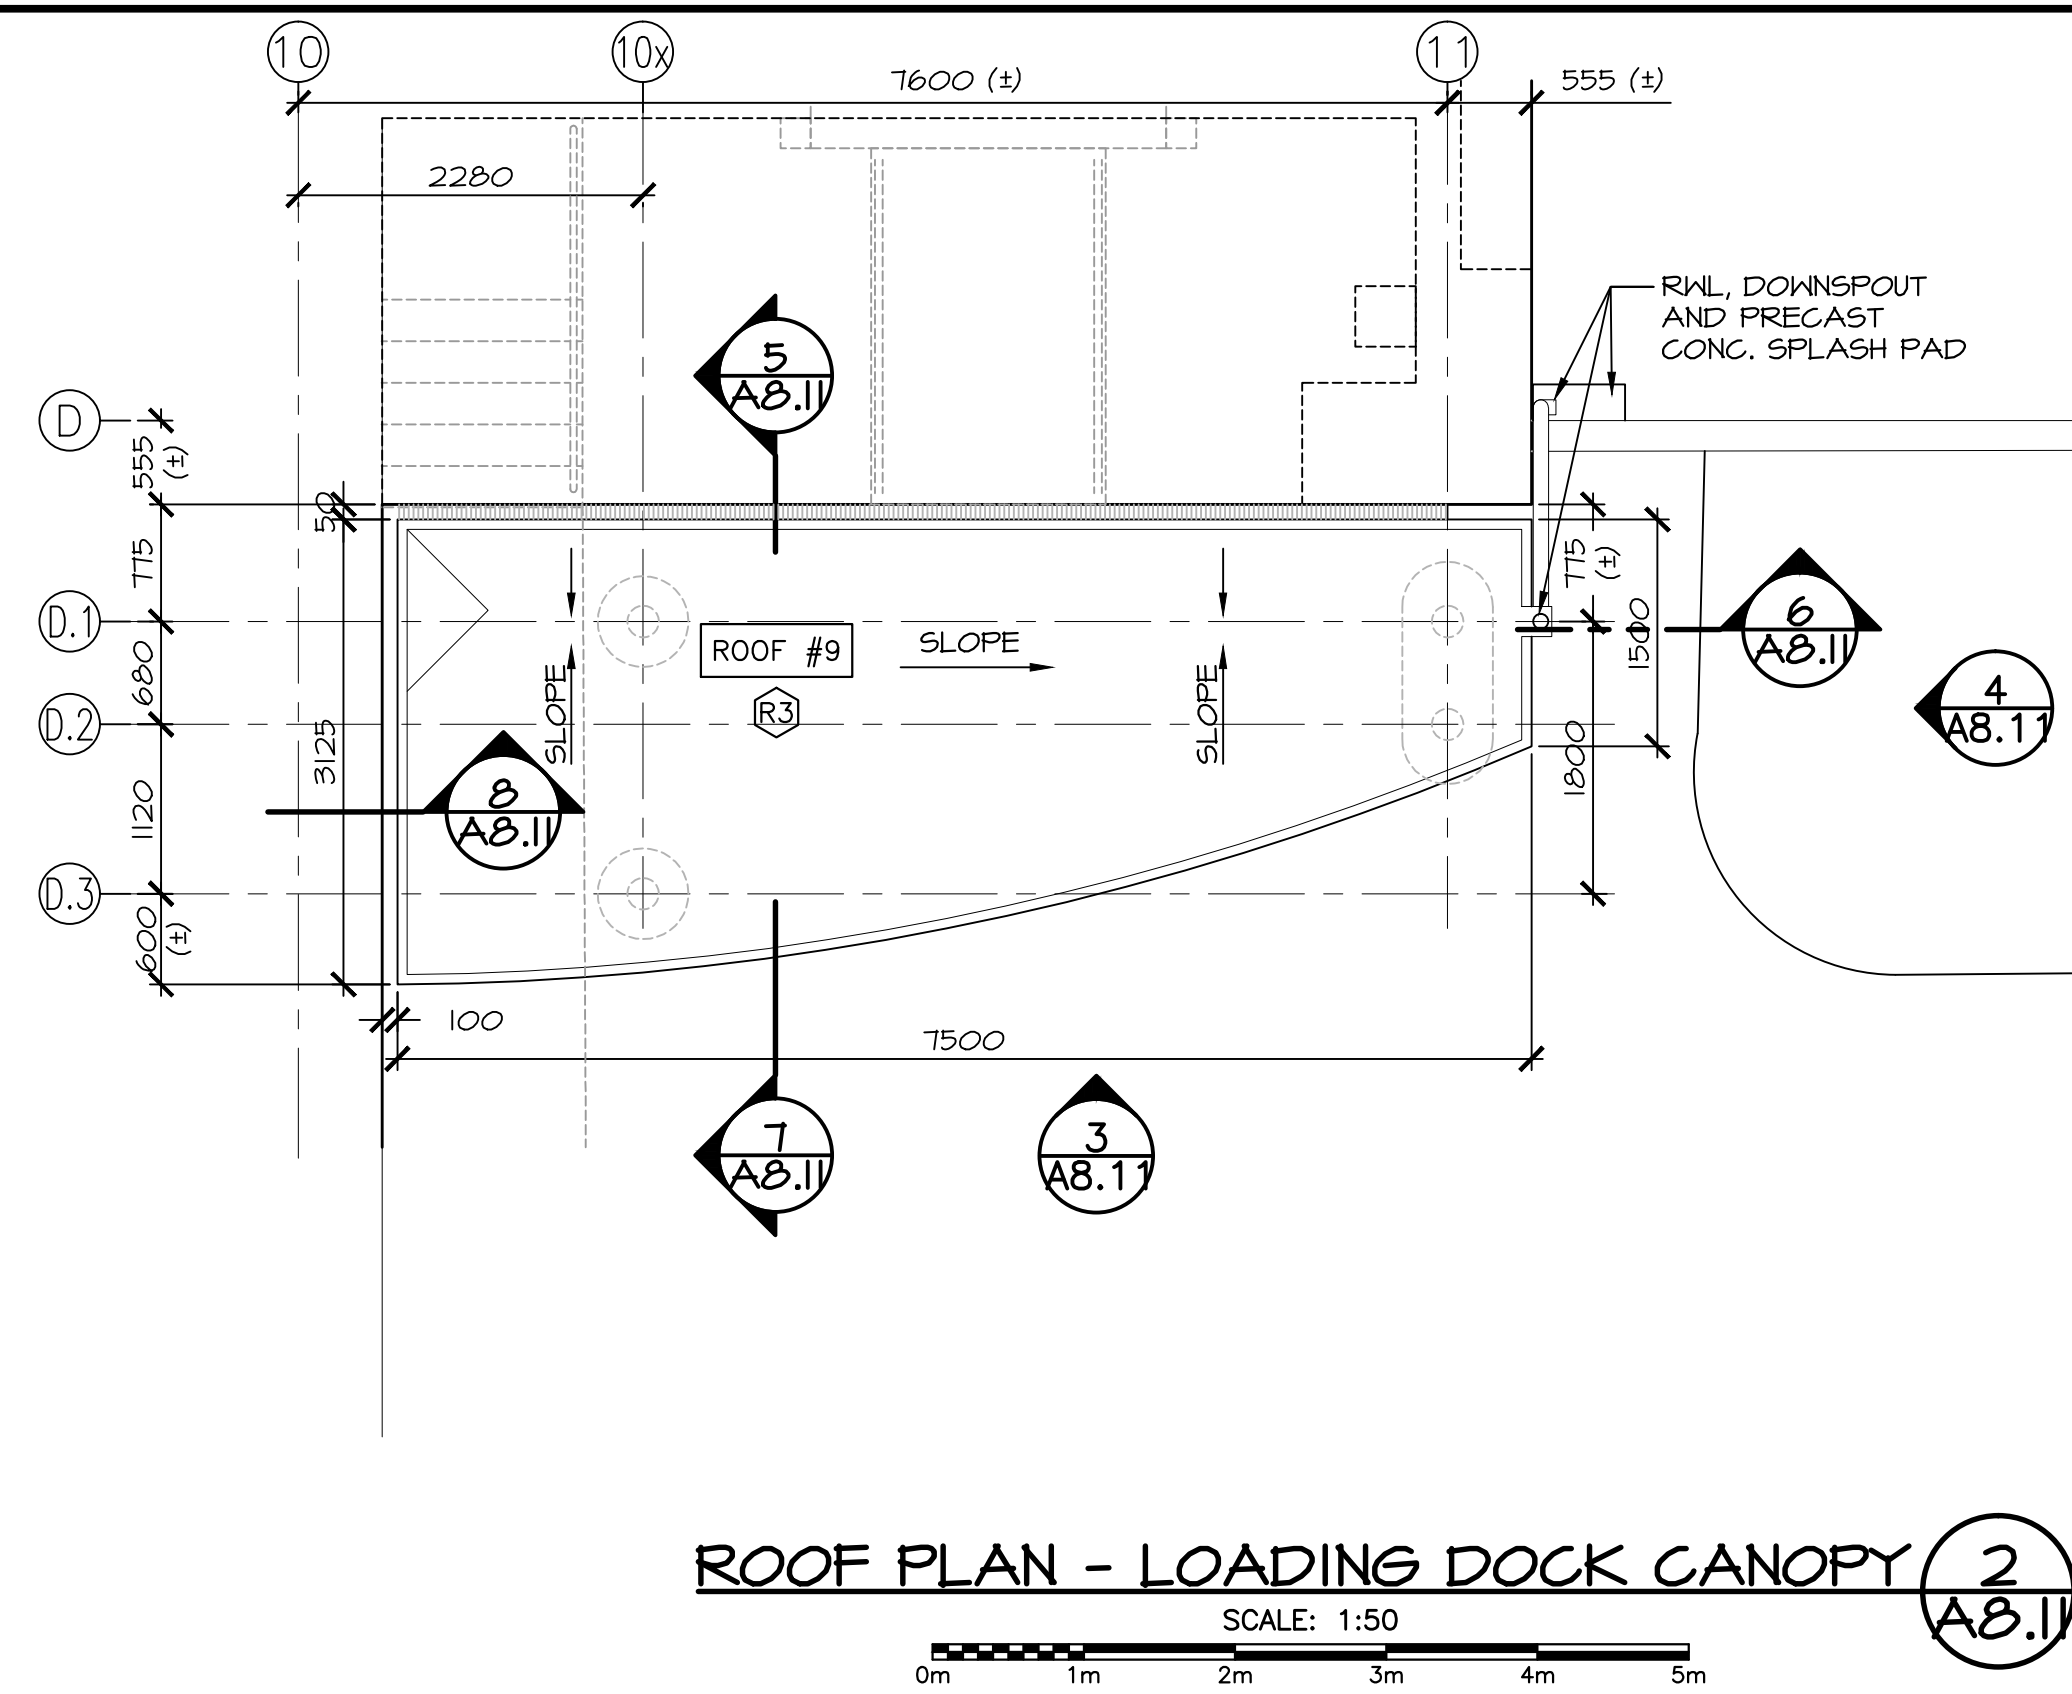 10
10x
11
7600 (±)
555 (±)
2280
RWL, DOWNSPOUT
AND PRECAST
CONC. SPLASH PAD
5
A8.11
D
555
(±)
50
775
D.1
680
D.2
3125
1120
D.3
600
(±)
775
(±)
1500
1800
6
A8.11
4
A8.11
ROOF #9
SLOPE
R3
SLOPE
SLOPE
8
A8.11
100
7500
7
A8.11
3
A8.11
ROOF PLAN - LOADING DOCK CANOPY
2
A8.11
SCALE: 1:50
0m 1m 2m 3m 4m 5m